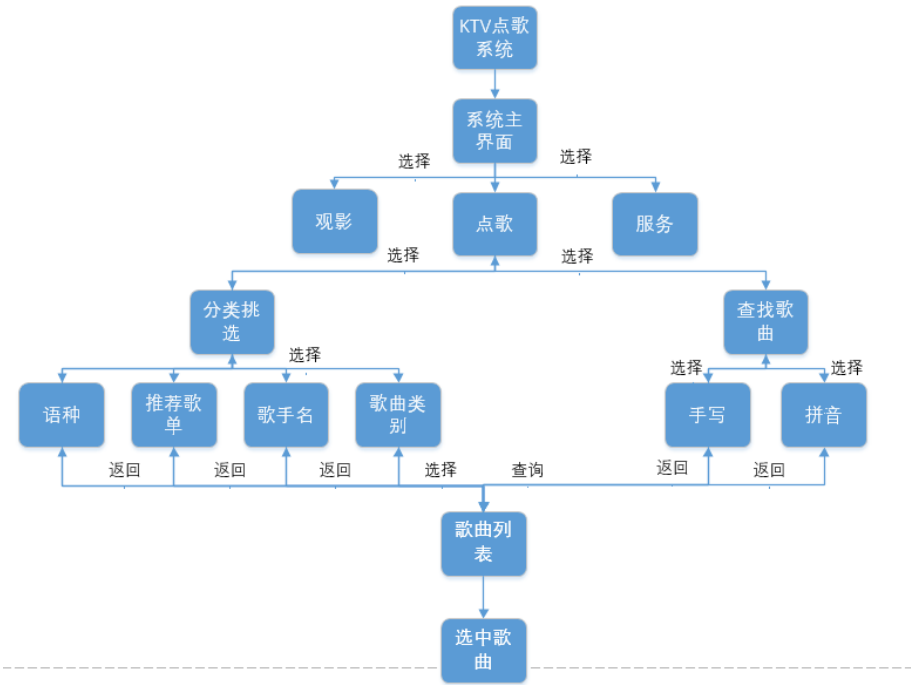 KTV点歌
系统
系统主
界面
选择
选择
观影
点歌
服务
选择
选择
分类挑
选
查找歌
曲
选择
选择
选择
语种
推荐歌
单
歌手名
歌曲类
别
手写
拼音
返回
返回
返回
选择
查询
返回
返回
歌曲列
表
选中歌
曲